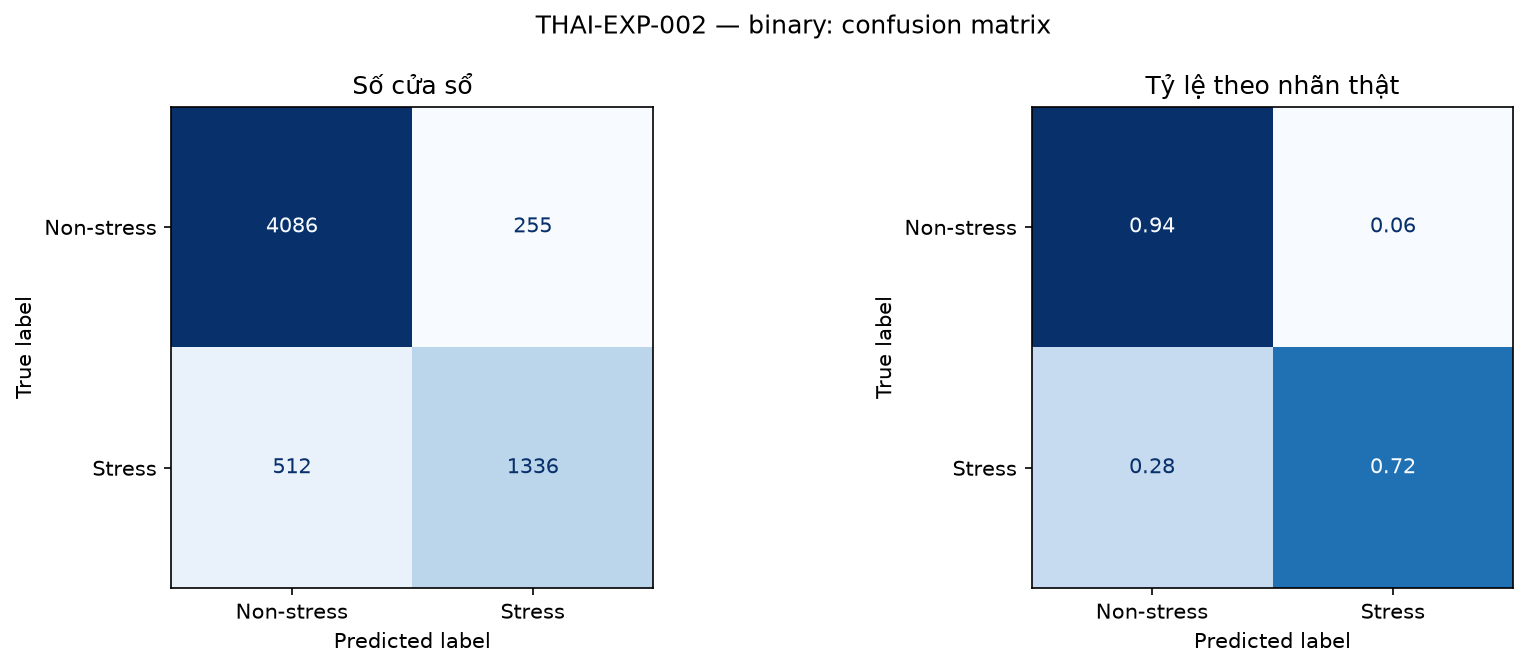 THAI-EXP-002 — binary: confusion matrix
Số cửa sổ
True label
Non-stress
4086
255
Stress
512
1336
Non-stress
Stress
Predicted label
Tỷ lệ theo nhãn thật
True label
Non-stress
0.94
0.06
Stress
0.28
0.72
Non-stress
Stress
Predicted label